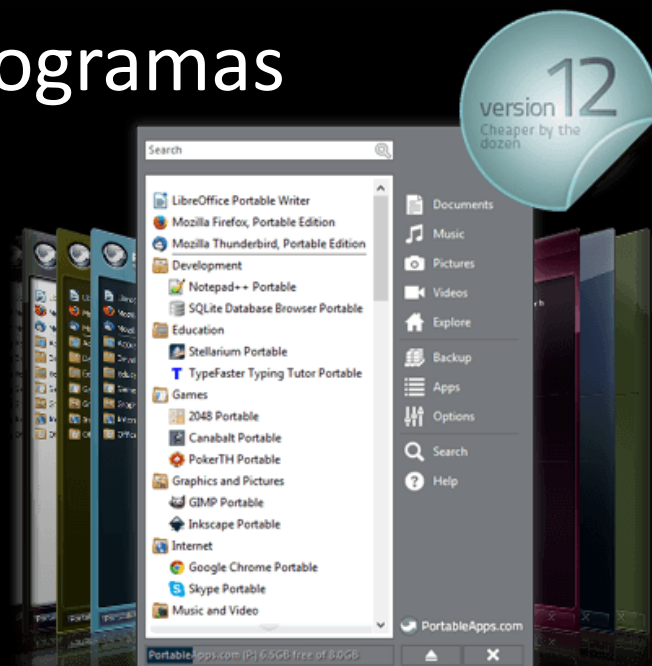 ogramas
version 12
Cheaper by the
dozen
Search
LibreOffice Portable Writer
Mozilla Firefox, Portable Edition
Mozilla Thunderbird, Portable Edition
Development
Notepad++ Portable
SQLite Database Browser Portable
Education
Stellarium Portable
TypeFaster Typing Tutor Portable
Games
2048 Portable
Canabalt Portable
PokerTH Portable
Graphics and Pictures
GIMP Portable
Inkscape Portable
Internet
Google Chrome Portable
Skype Portable
Music and Video
Documents
Music
Pictures
Videos
Explore
Backup
Apps
Options
Search
Help
PortableApps.com
PortableApps.com (P:) 6.5GB free of 8.0GB